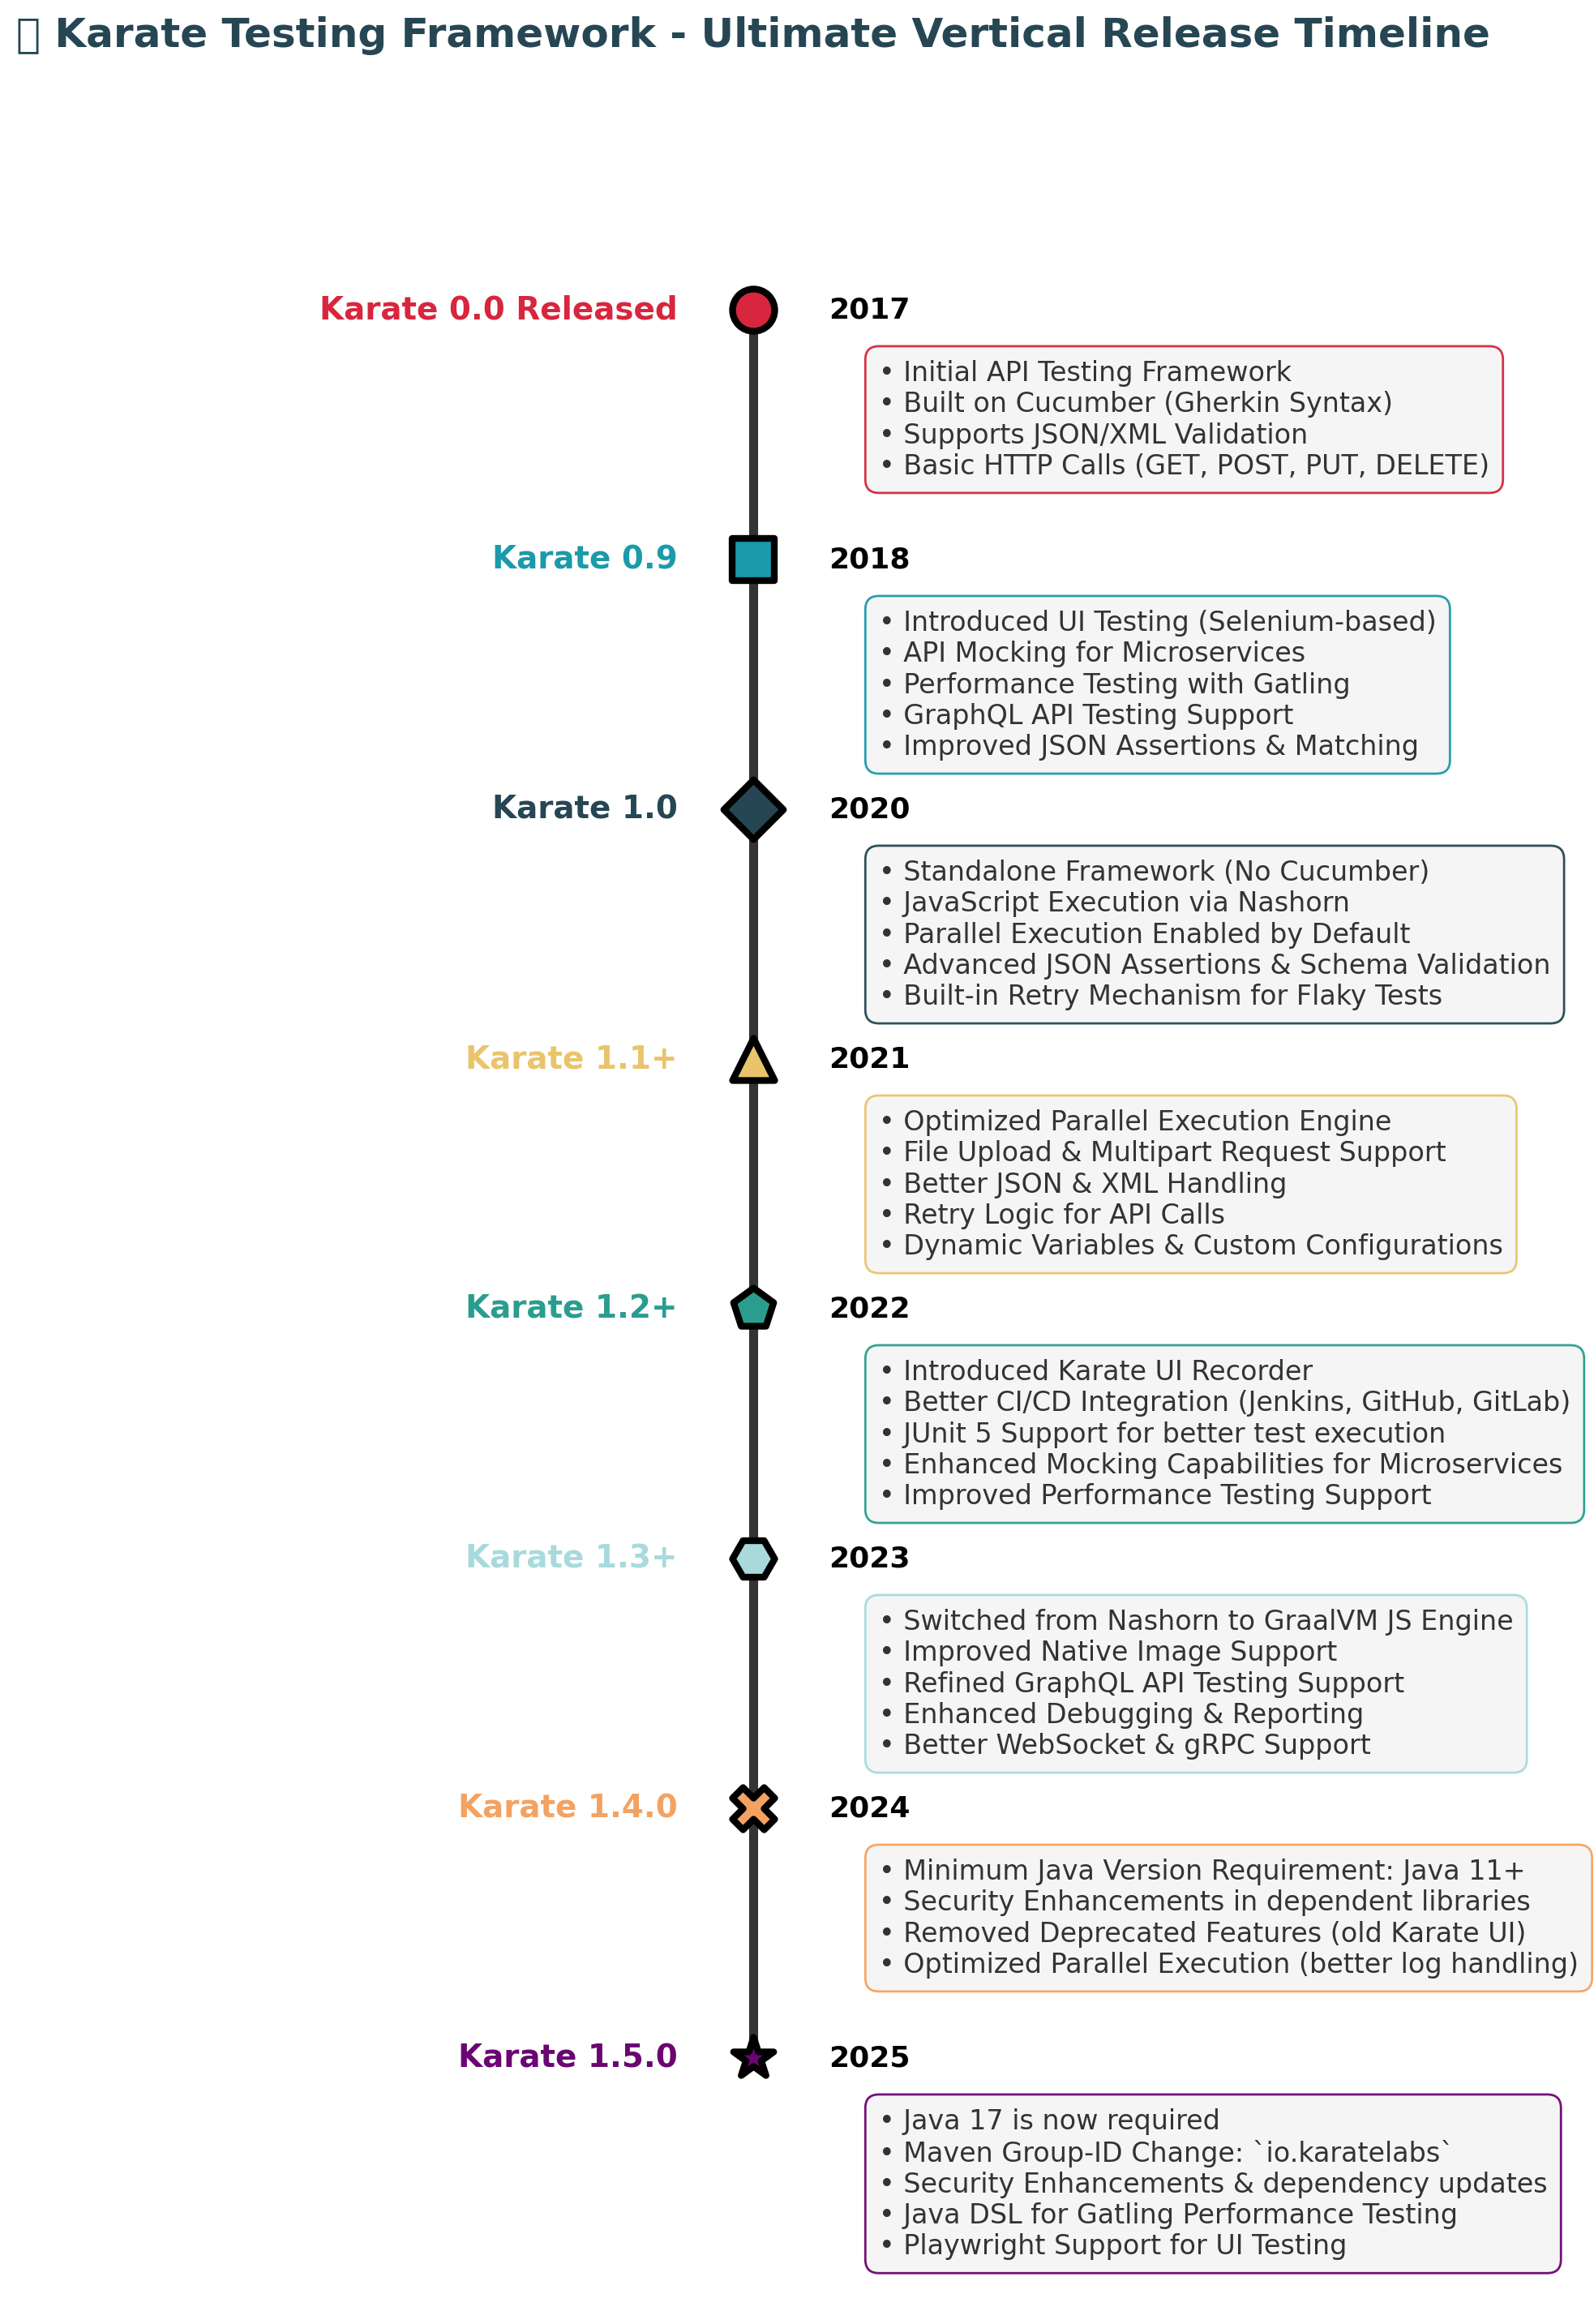 Karate Testing Framework - Ultimate Vertical Release Timeline
Karate 0.0 Released
2017
• Initial API Testing Framework
• Built on Cucumber (Gherkin Syntax)
• Supports JSON/XML Validation
• Basic HTTP Calls (GET, POST, PUT, DELETE)
Karate 0.9
2018
• Introduced UI Testing (Selenium-based)
• API Mocking for Microservices
• Performance Testing with Gatling
• GraphQL API Testing Support
• Improved JSON Assertions & Matching
Karate 1.0
2020
• Standalone Framework (No Cucumber)
• JavaScript Execution via Nashorn
• Parallel Execution Enabled by Default
• Advanced JSON Assertions & Schema Validation
• Built-in Retry Mechanism for Flaky Tests
Karate 1.1+
2021
• Optimized Parallel Execution Engine
• File Upload & Multipart Request Support
• Better JSON & XML Handling
• Retry Logic for API Calls
• Dynamic Variables & Custom Configurations
Karate 1.2+
2022
• Introduced Karate UI Recorder
• Better CI/CD Integration (Jenkins, GitHub, GitLab)
• JUnit 5 Support for better test execution
• Enhanced Mocking Capabilities for Microservices
• Improved Performance Testing Support
Karate 1.3+
2023
• Switched from Nashorn to GraalVM JS Engine
• Improved Native Image Support
• Refined GraphQL API Testing Support
• Enhanced Debugging & Reporting
• Better WebSocket & gRPC Support
Karate 1.4.0
2024
• Minimum Java Version Requirement: Java 11+
• Security Enhancements in dependent libraries
• Removed Deprecated Features (old Karate UI)
• Optimized Parallel Execution (better log handling)
Karate 1.5.0
2025
• Java 17 is now required
• Maven Group-ID Change: `io.karatelabs`
• Security Enhancements & dependency updates
• Java DSL for Gatling Performance Testing
• Playwright Support for UI Testing